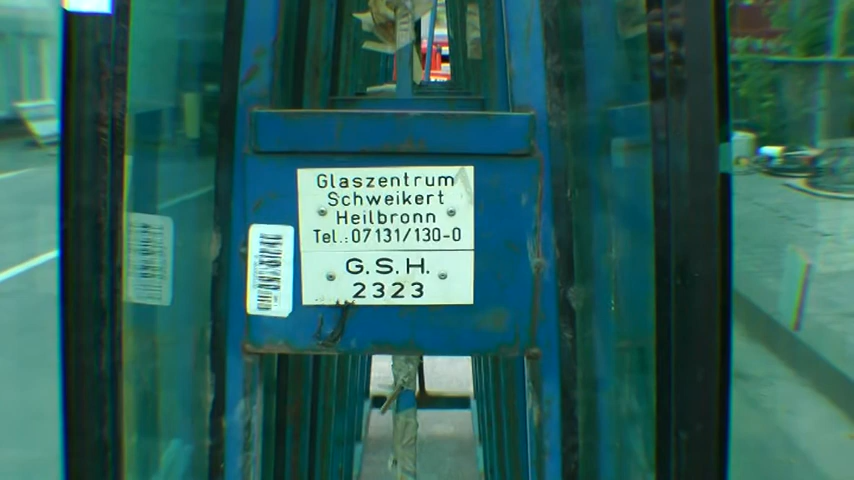 Glaszentrum
Schweikert
Heilbronn
Tel.: 07131/130-0
G.S.H.
2323